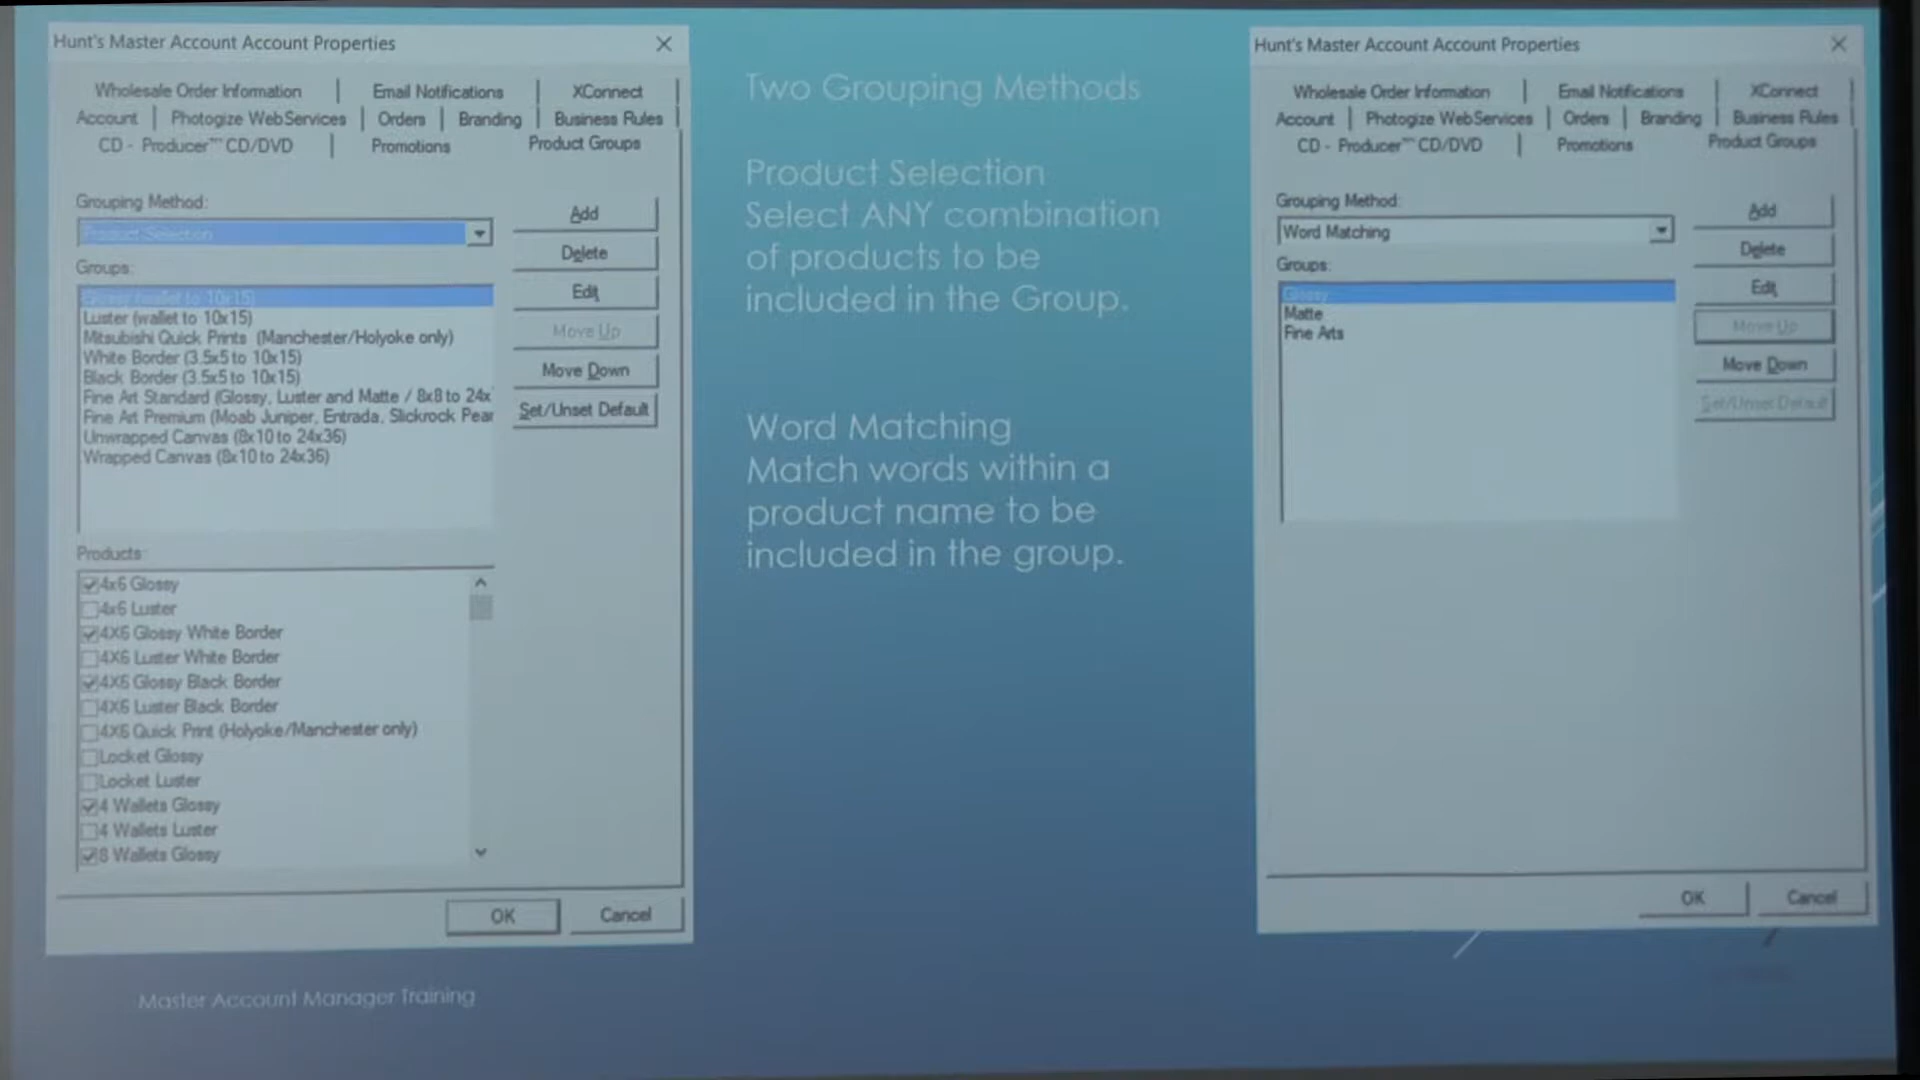 Hunt's Master Account Account Properties
Wholesale Order Information
Email Notifications
XConnect
Account
Photogize WebServices
Orders
Branding
Business Rules
CD - Producer™ CD/DVD
Promotions
Product Groups
Grouping Method:
Product Selection
Add
Delete
Groups:
Glossy (wallet to 10x15)
Luster (wallet to 10x15)
Mitsubishi Quick Prints (Manchester/Holyoke only)
White Border (3.5x5 to 10x15)
Black Border (3.5x5 to 10x15)
Fine Art Standard (Glossy, Luster and Matte / 8x8 to 24x
Fine Art Premium (Moab Juniper, Entrada, Slickrock Pear
Unwrapped Canvas (8x10 to 24x36)
Wrapped Canvas (8x10 to 24x36)
Edit
Move Up
Move Down
Set/Unset Default
Products:
4x6 Glossy
4x6 Luster
4X6 Glossy White Border
4X6 Luster White Border
4X6 Glossy Black Border
4X6 Luster Black Border
4X6 Quick Print (Holyoke/Manchester only)
Locket Glossy
Locket Luster
4 Wallets Glossy
4 Wallets Luster
8 Wallets Glossy
OK
Cancel
Two Grouping Methods
Product Selection
Select ANY combination
of products to be
included in the Group.
Word Matching
Match words within a
product name to be
included in the group.
Hunt's Master Account Account Properties
Wholesale Order Information
Email Notifications
XConnect
Account
Photogize WebServices
Orders
Branding
Business Rules
CD - Producer™ CD/DVD
Promotions
Product Groups
Grouping Method:
Word Matching
Add
Delete
Groups:
Glossy
Matte
Fine Arts
Edit
Move Up
Move Down
Set/Unset Default
OK
Cancel
Master Account Manager Training